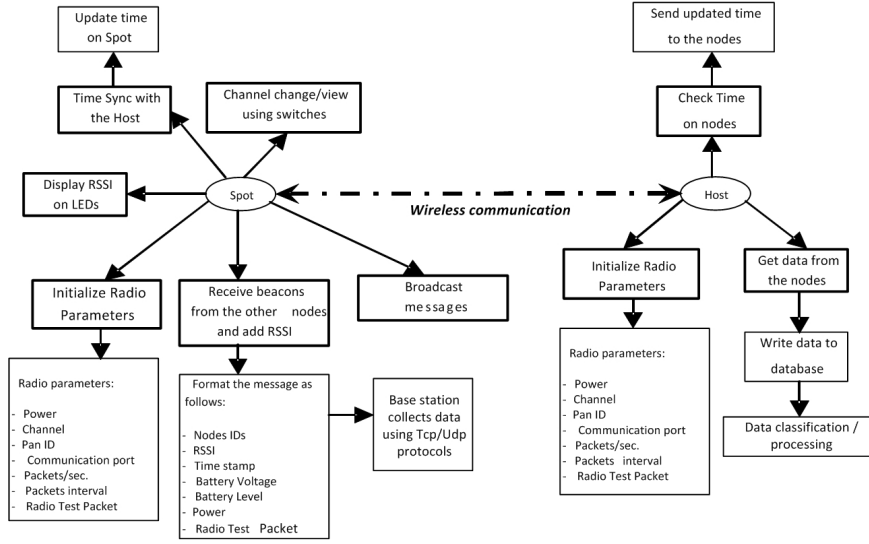 Update time
on Spot
Send updated time
to the nodes
Time Sync with
the Host
Channel change/view
using switches
Check Time
on nodes
Display RSSI
on LEDs
Spot
Wireless communication
Host
Initialize Radio
Parameters
Receive beacons
from the other nodes
and add RSSI
Broadcast
messages
Initialize Radio
Parameters
Get data from
the nodes
Radio parameters:
- Power
- Channel
- Pan ID
- Communication port
- Packets/sec.
- Packets interval
- Radio Test Packet
Format the message as
follows:
- Nodes IDs
- RSSI
- Time stamp
- Battery Voltage
- Battery Level
- Power
- Radio Test Packet
Base station
collects data
using Tcp/Udp
protocols
Radio parameters:
- Power
- Channel
- Pan ID
- Communication port
- Packets/sec.
- Packets interval
- Radio Test Packet
Write data to
database
Data classification /
processing